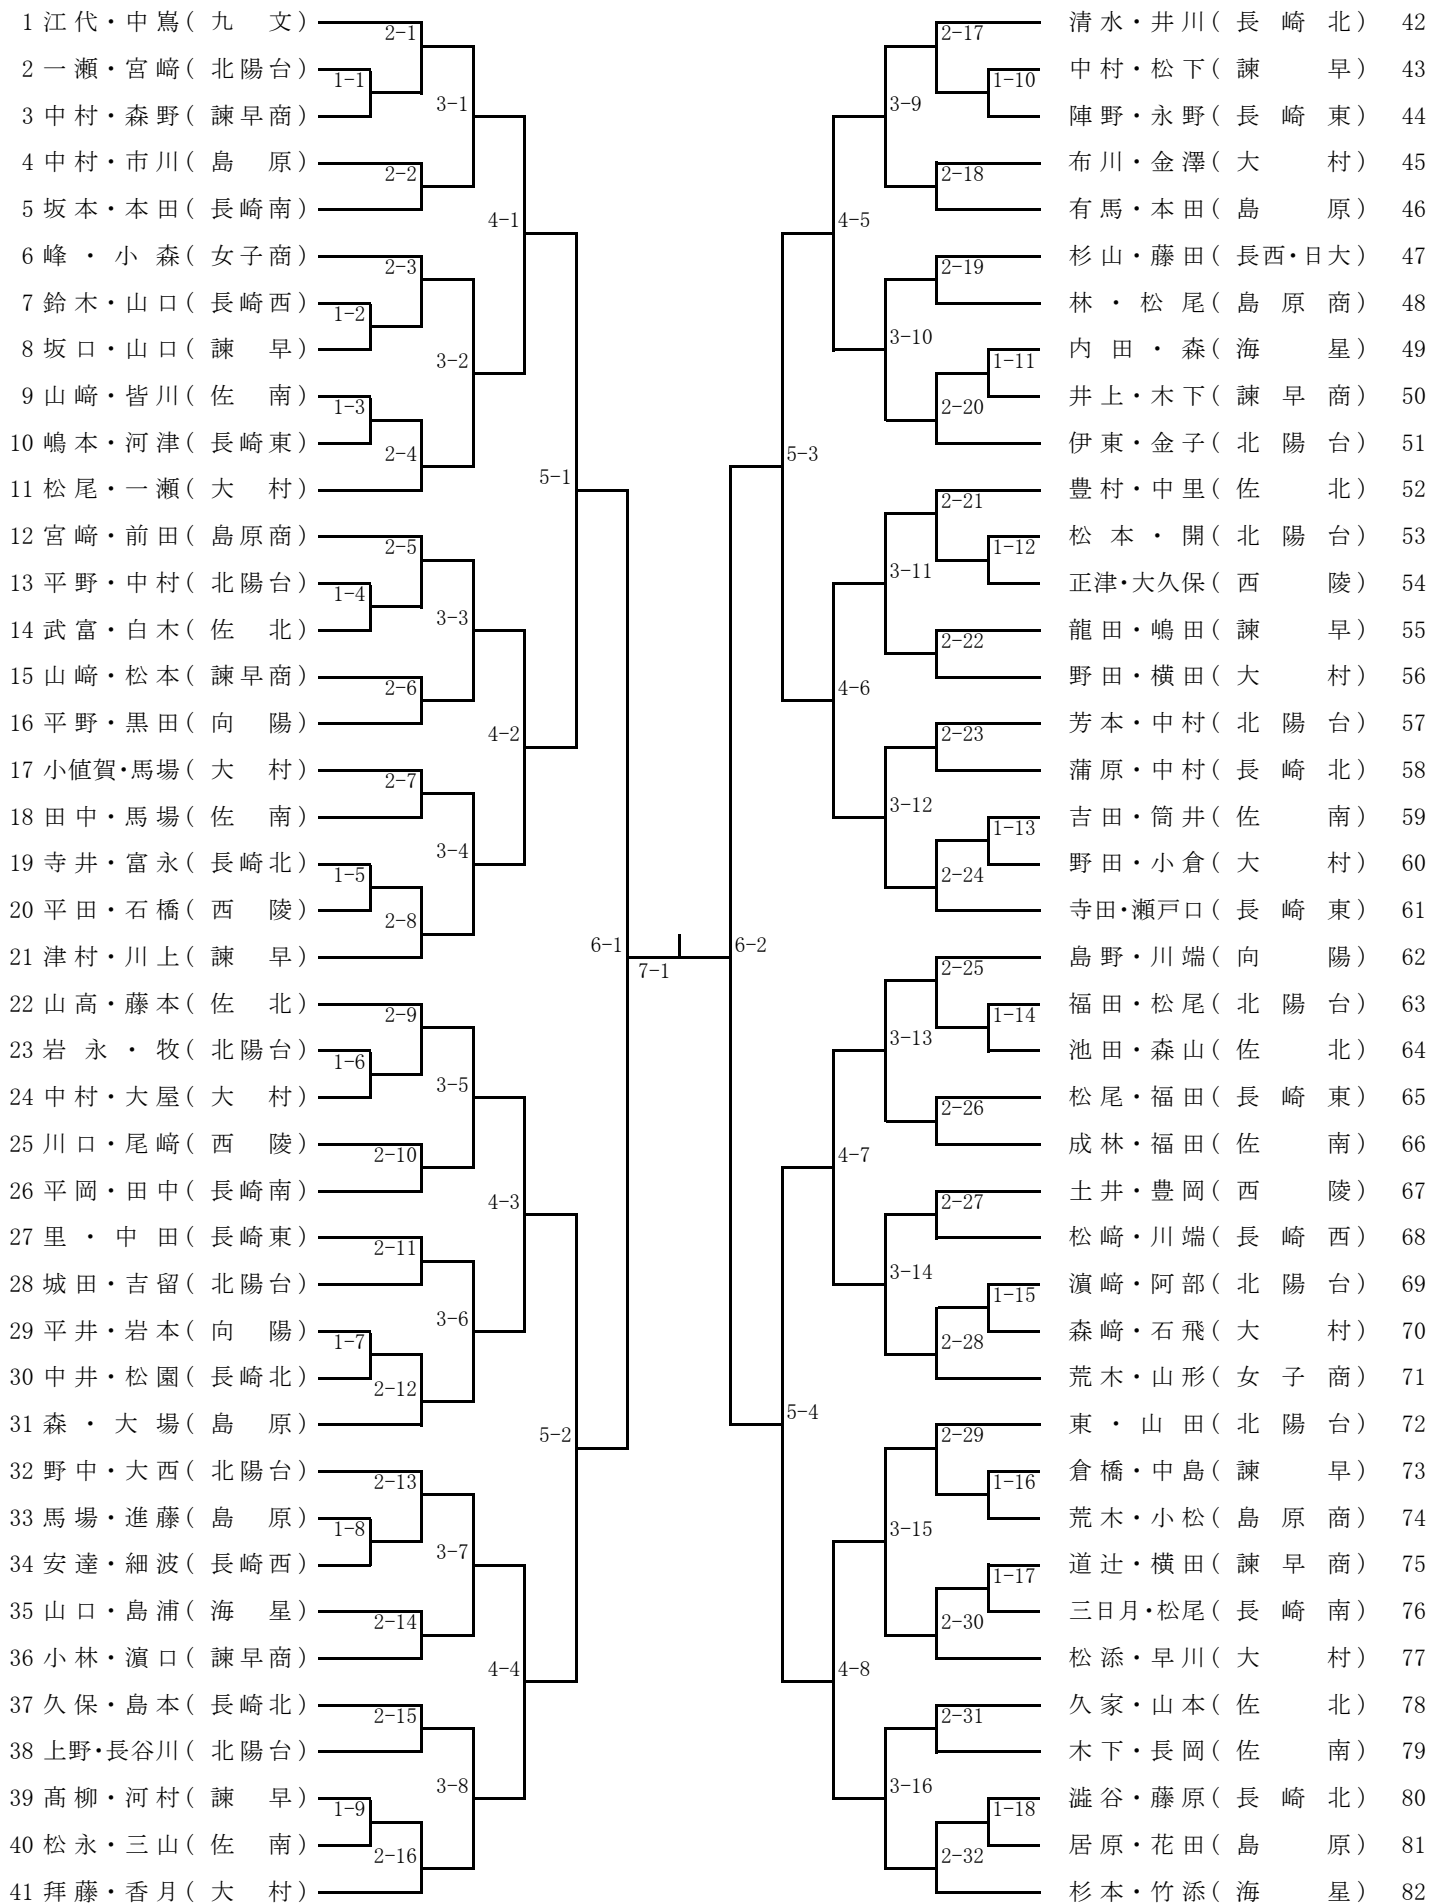 1 江代・中嶌(九文)
2 一瀬・宮﨑(北陽台)
3 中村・森野(諫早商)
4 中村・市川(島原)
5 坂本・本田(長崎南)
6 峰・小森(女子商)
7 鈴木・山口(長崎西)
8 坂口・山口(諫早)
9 山﨑・皆川(佐南)
10 嶋本・河津(長崎東)
11 松尾・一瀬(大村)
12 宮﨑・前田(島原商)
13 平野・中村(北陽台)
14 武富・白木(佐北)
15 山﨑・松本(諫早商)
16 平野・黒田(向陽)
17 小値賀・馬場(大村)
18 田中・馬場(佐南)
19 寺井・富永(長崎北)
20 平田・石橋(西陵)
21 津村・川上(諫早)
22 山高・藤本(佐北)
23 岩永・牧(北陽台)
24 中村・大屋(大村)
25 川口・尾﨑(西陵)
26 平岡・田中(長崎南)
27 里・中田(長崎東)
28 城田・吉留(北陽台)
29 平井・岩本(向陽)
30 中井・松園(長崎北)
31 森・大場(島原)
32 野中・大西(北陽台)
33 馬場・進藤(島原)
34 安達・細波(長崎西)
35 山口・島浦(海星)
36 小林・濵口(諫早商)
37 久保・島本(長崎北)
38 上野・長谷川(北陽台)
39 髙柳・河村(諫早)
40 松永・三山(佐南)
41 拜藤・香月(大村)
1-1
1-2
1-3
1-4
1-5
1-6
1-7
1-8
1-9
2-1
2-2
2-3
2-4
2-5
2-6
2-7
2-8
2-9
2-10
2-11
2-12
2-13
2-14
2-15
2-16
3-1
3-2
3-3
3-4
3-5
3-6
3-7
3-8
4-1
4-2
4-3
4-4
5-1
5-2
6-1
7-1
6-2
5-3
5-4
4-5
4-6
4-7
4-8
3-9
3-10
3-11
3-12
3-13
3-14
3-15
3-16
2-17
2-18
2-19
2-20
2-21
2-22
2-23
2-24
2-25
2-26
2-27
2-28
2-29
2-30
2-31
2-32
1-10
1-11
1-12
1-13
1-14
1-15
1-16
1-17
1-18
清水・井川(長崎北) 42
中村・松下(諫早) 43
陣野・永野(長崎東) 44
布川・金澤(大村) 45
有馬・本田(島原) 46
杉山・藤田(長西・日大) 47
林・松尾(島原商) 48
内田・森(海星) 49
井上・木下(諫早商) 50
伊東・金子(北陽台) 51
豊村・中里(佐北) 52
松本・開(北陽台) 53
正津・大久保(西陵) 54
龍田・嶋田(諫早) 55
野田・横田(大村) 56
芳本・中村(北陽台) 57
蒲原・中村(長崎北) 58
吉田・筒井(佐南) 59
野田・小倉(大村) 60
寺田・瀬戸口(長崎東) 61
島野・川端(向陽) 62
福田・松尾(北陽台) 63
池田・森山(佐北) 64
松尾・福田(長崎東) 65
成林・福田(佐南) 66
土井・豊岡(西陵) 67
松﨑・川端(長崎西) 68
濵﨑・阿部(北陽台) 69
森﨑・石飛(大村) 70
荒木・山形(女子商) 71
東・山田(北陽台) 72
倉橋・中島(諫早) 73
荒木・小松(島原商) 74
道辻・横田(諫早商) 75
三日月・松尾(長崎南) 76
松添・早川(大村) 77
久家・山本(佐北) 78
木下・長岡(佐南) 79
澁谷・藤原(長崎北) 80
居原・花田(島原) 81
杉本・竹添(海星) 82